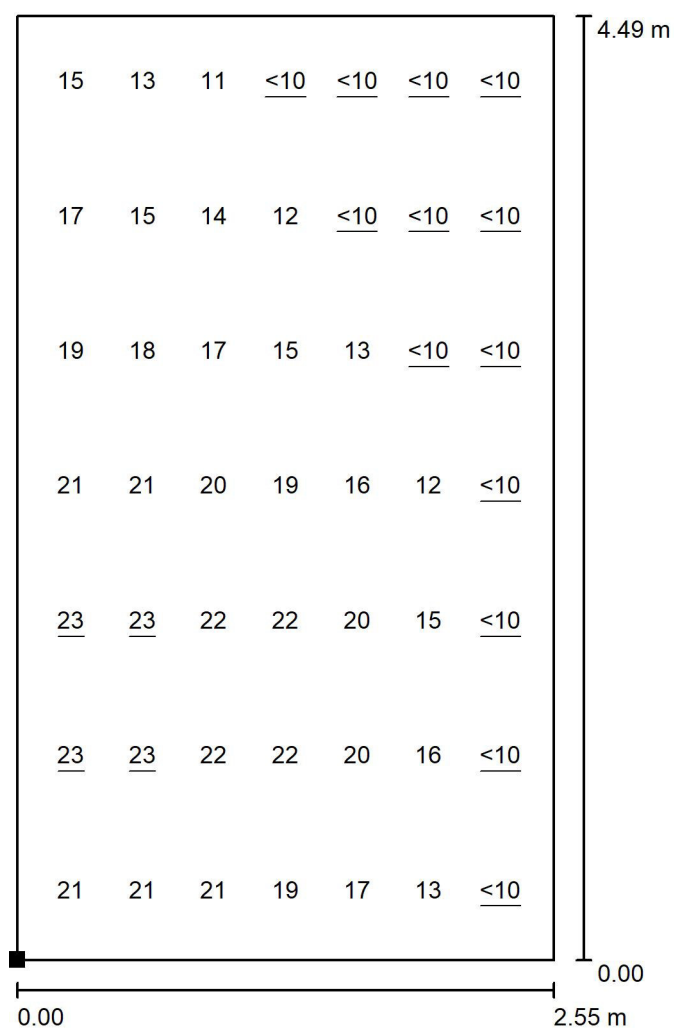 4.49 m
15 13 11 <10 <10 <10 <10
17 15 14 12 <10 <10 <10
19 18 17 15 13 <10 <10
21 21 20 19 16 12 <10
23 23 22 22 20 15 <10
23 23 22 22 20 16 <10
21 21 21 19 17 13 <10
0.00
0.00 2.55 m